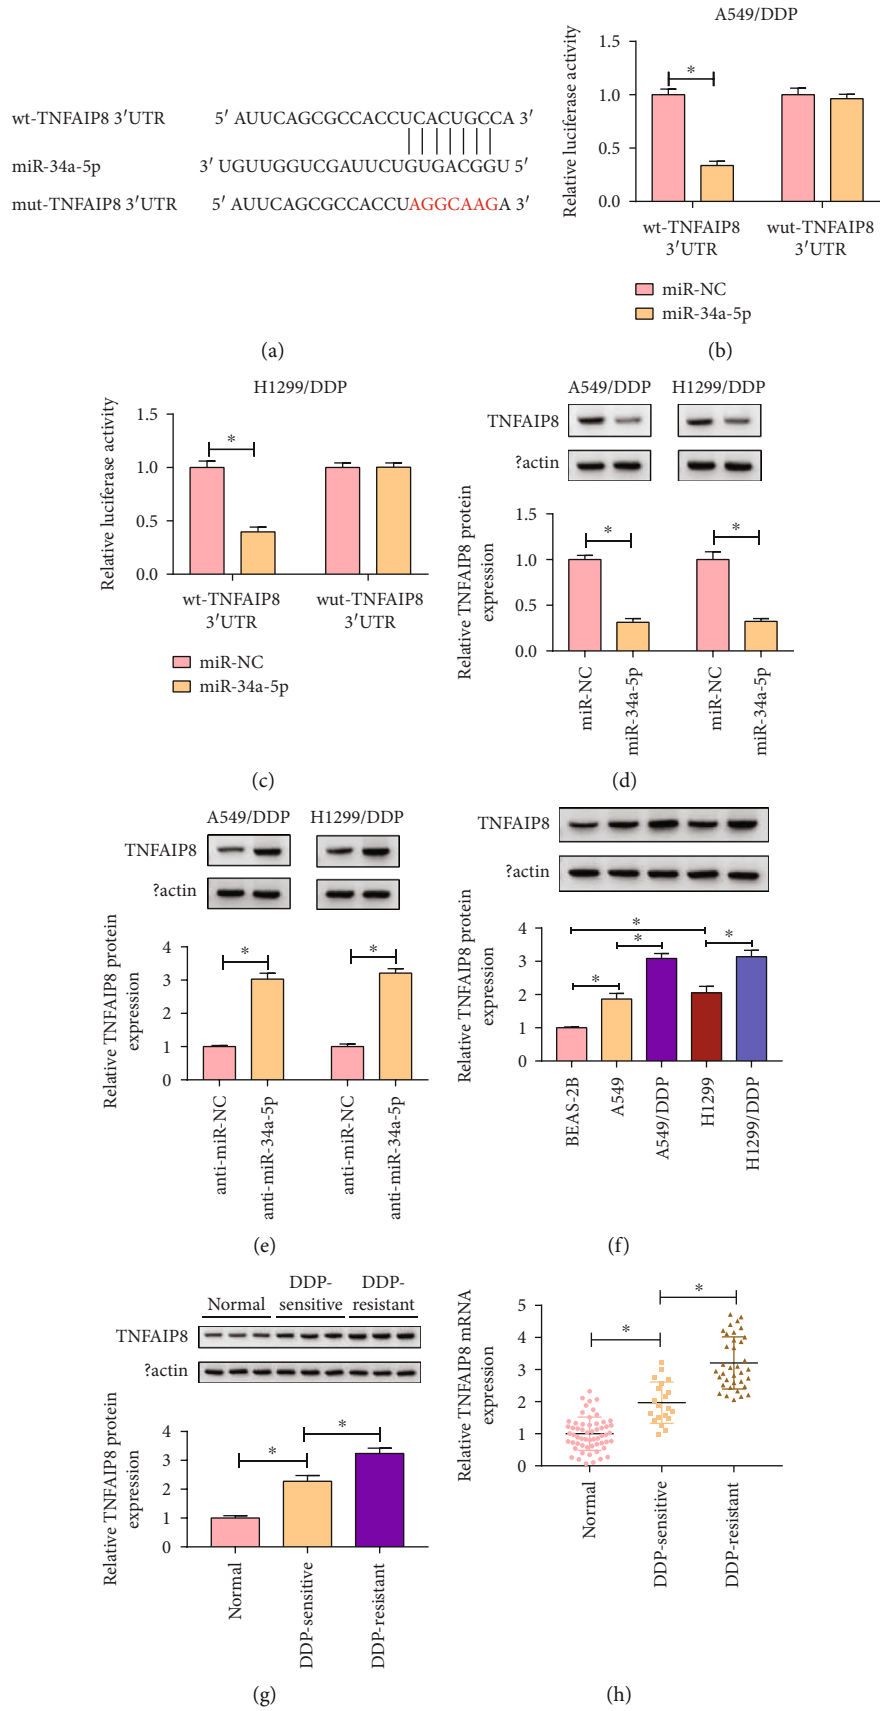 wt-TNFAIP8 3′UTR 5′ AUUCAGCGCCACCUCACUGCCA 3′
miR-34a-5p 3′ UGUUGGUCGAUUCUGUGACGGU 5′
mut-TNFAIP8 3′UTR 5′ AUUCAGCGCCACCUAGGCAAGA 3′
(a)
A549/DDP
Relative luciferase activity
1.5
1.0
0.5
0.0
*
wt-TNFAIP8
3′UTR
wut-TNFAIP8
3′UTR
miR-NC
miR-34a-5p
(b)
H1299/DDP
Relative luciferase activity
1.5
1.0
0.5
0.0
*
wt-TNFAIP8
3′UTR
wut-TNFAIP8
3′UTR
miR-NC
miR-34a-5p
(c)
A549/DDP H1299/DDP
TNFAIP8
?actin
Relative TNFAIP8 protein
expression
1.5
1.0
0.5
0.0
* *
miR-NC
miR-34a-5p
miR-NC
miR-34a-5p
(d)
A549/DDP H1299/DDP
TNFAIP8
?actin
Relative TNFAIP8 protein
expression
4
3
2
1
0
* *
anti-miR-NC
anti-miR-34a-5p
anti-miR-NC
anti-miR-34a-5p
(e)
TNFAIP8
?actin
Relative TNFAIP8 protein
expression
4
3
2
1
0
* * * *
BEAS-2B
A549
A549/DDP
H1299
H1299/DDP
(f)
Normal
DDP-
sensitive
DDP-
resistant
TNFAIP8
?actin
Relative TNFAIP8 protein
expression
4
3
2
1
0
* *
Normal
DDP-sensitive
DDP-resistant
(g)
Relative TNFAIP8 mRNA
expression
5
4
3
2
1
0
* *
Normal
DDP-sensitive
DDP-resistant
(h)